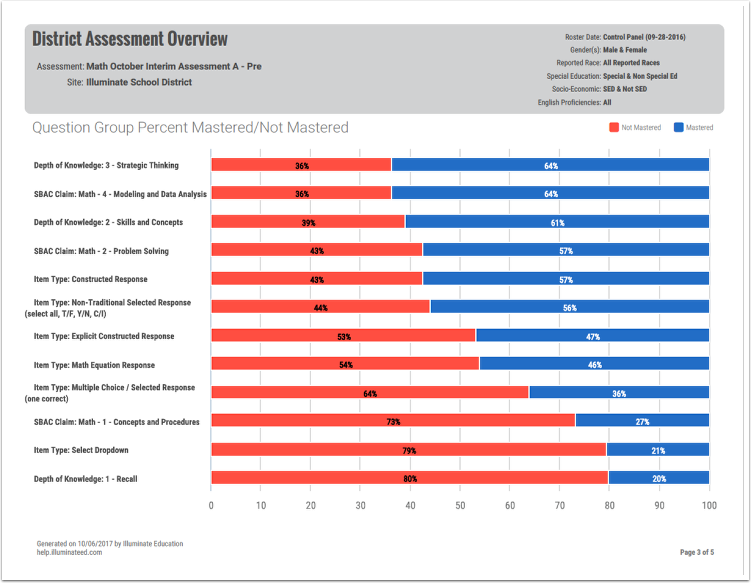 District Assessment Overview
Assessment: Math October Interim Assessment A - Pre
Site: Illuminate School District
Roster Date: Control Panel (09-28-2016)
Gender(s): Male & Female
Reported Race: All Reported Races
Special Education: Special & Non Special Ed
Socio-Economic: SED & Not SED
English Proficiencies: All
Question Group Percent Mastered/Not Mastered
Not Mastered Mastered
Depth of Knowledge: 3 - Strategic Thinking 36% 64%
SBAC Claim: Math - 4 - Modeling and Data Analysis 36% 64%
Depth of Knowledge: 2 - Skills and Concepts 39% 61%
SBAC Claim: Math - 2 - Problem Solving 43% 57%
Item Type: Constructed Response 43% 57%
Item Type: Non-Traditional Selected Response
(select all, T/F, Y/N, C/I) 44% 56%
Item Type: Explicit Constructed Response 53% 47%
Item Type: Math Equation Response 54% 46%
Item Type: Multiple Choice / Selected Response
(one correct) 64% 36%
SBAC Claim: Math - 1 - Concepts and Procedures 73% 27%
Item Type: Select Dropdown 79% 21%
Depth of Knowledge: 1 - Recall 80% 20%
0 10 20 30 40 50 60 70 80 90 100
Generated on 10/06/2017 by Illuminate Education
help.illuminateed.com
Page 3 of 5